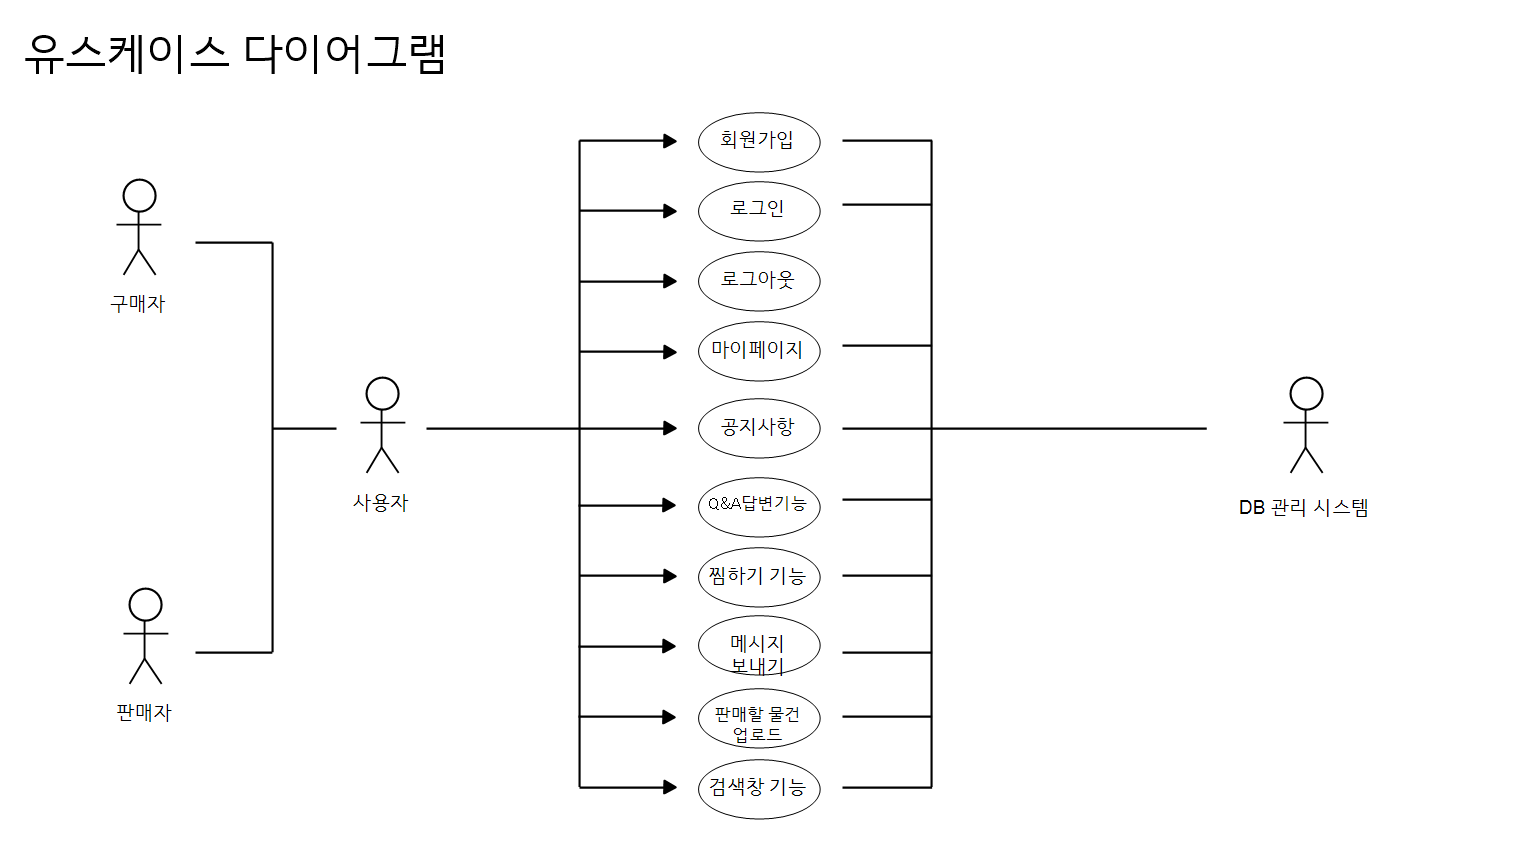 유스케이스 다이어그램
회원가입
로그인
로그아웃
마이페이지
공지사항
Q&A답변기능
찜하기 기능
메시지
보내기
판매할 물건
업로드
검색창 기능
구매자
사용자
판매자
DB 관리 시스템